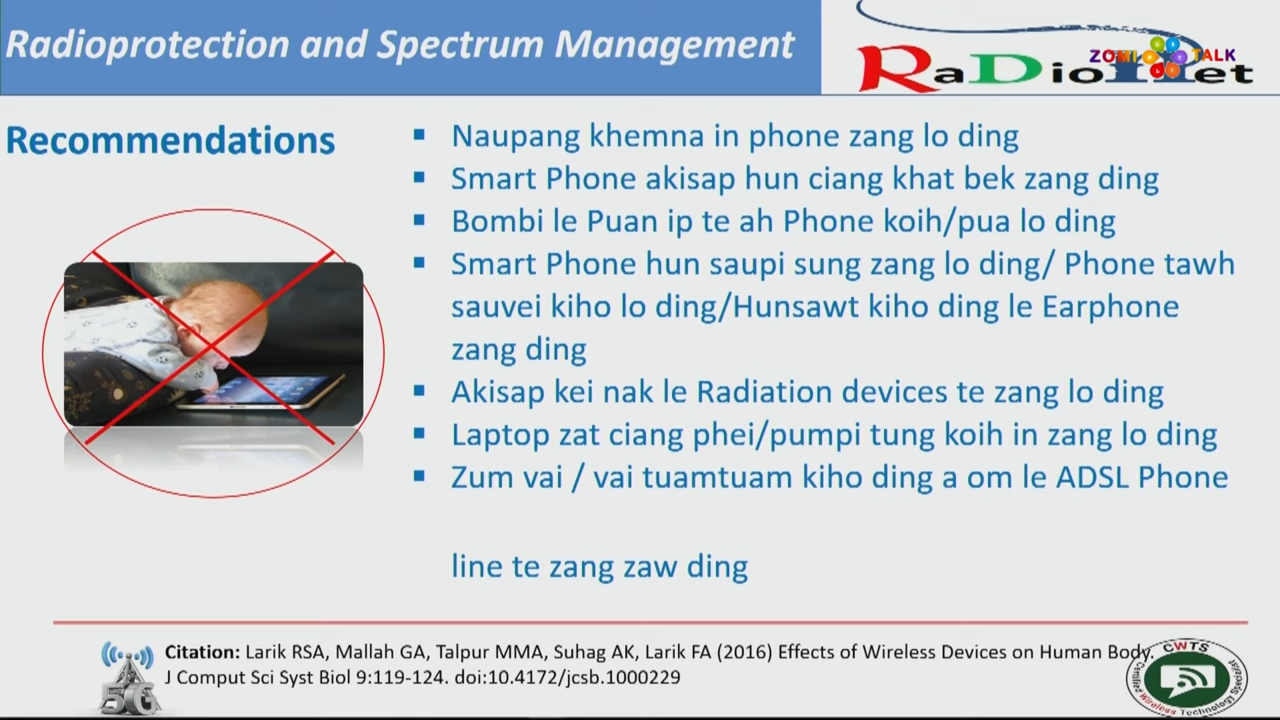 Radioprotection and Spectrum Management
RaDioNet
ZOMI TALK
Recommendations
▪ Naupang khemna in phone zang lo ding
▪ Smart Phone akisap hun ciang khat bek zang ding
▪ Bombi le Puan ip te ah Phone koih/pua lo ding
▪ Smart Phone hun saupi sung zang lo ding/ Phone tawh
sauvei kiho lo ding/Hunsawt kiho ding le Earphone
zang ding
▪ Akisap kei nak le Radiation devices te zang lo ding
▪ Laptop zat ciang phei/pumpi tung koih in zang lo ding
▪ Zum vai / vai tuamtuam kiho ding a om le ADSL Phone
line te zang zaw ding
Citation: Larik RSA, Mallah GA, Talpur MMA, Suhag AK, Larik FA (2016) Effects of Wireless Devices on Human Body.
J Comput Sci Syst Biol 9:119-124. doi:10.4172/jcsb.1000229
5G
CWTS
Certified Wireless Technology Specialist